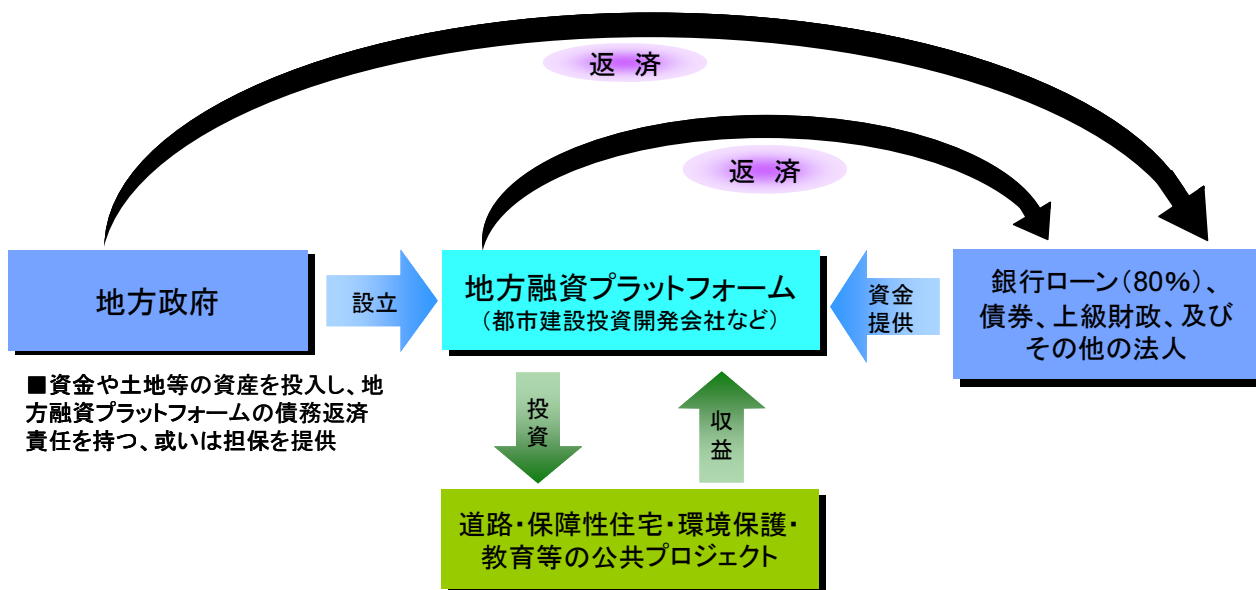 返 済
返 済
地方政府
設立
地方融資プラットフォーム
（都市建設投資開発会社など）
資金
提供
銀行ローン（80%）、
債券、上級財政、及び
その他の法人
■資金や土地等の資産を投入し、地
方融資プラットフォームの債務返済
責任を持つ、或いは担保を提供
投
資
収
益
道路・保障性住宅・環境保護・
教育等の公共プロジェクト